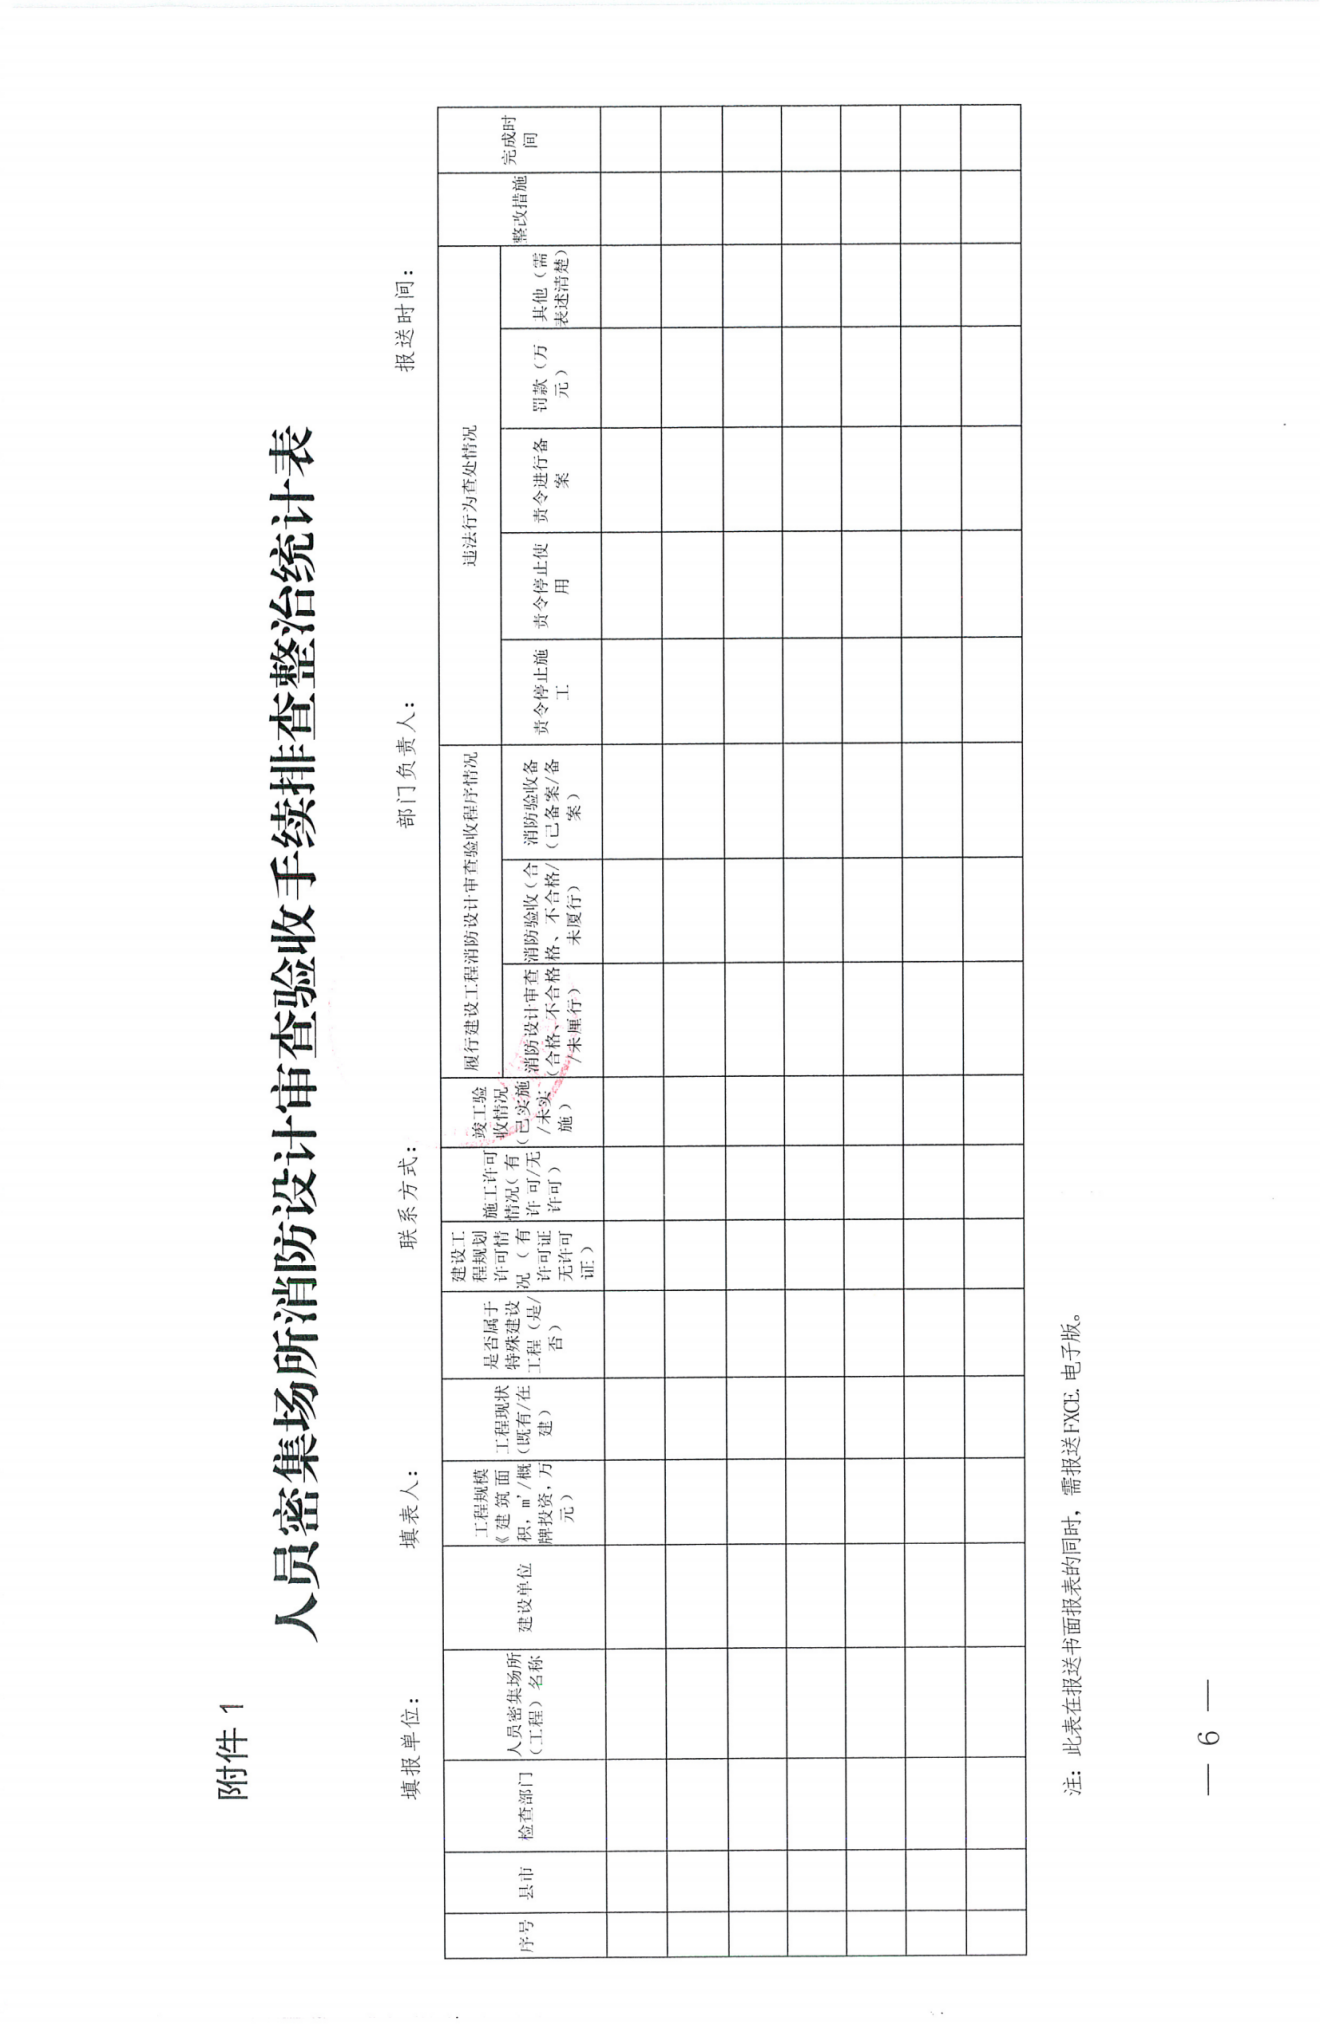 附件 1
人员密集场所消防设计审查验收手续排查整治统计表
填报单位： 填表人： 联系方式： 部门负责人： 报送时间：
序号
县市
检查部门
人员密集场所
（工程）名称
建设单位
工程规模
《建筑面
积，m'/概
牌投资，万
元）
工程现状
（既有/在
建）
是否属于
特殊建设
工程（是/
否）
建设工
程规划
许可情
况（有
许可证
无许可
证）
施工许可
情况（有
许可/无
许可）
竣工验
收情况
（已实施
/未实
施）
履行建设工程消防设计审查验收程序情况
消防设计审查
（合格、不合格
/未厘行）
消防验收（合
格、不合格/
未厦行）
消防验收备
（已备案/备
案）
违法行为查处情况
责令停止施
工
责令停止使
用
责令进行备
案
罚款（万
元）
其他（需
表述清楚）
整改措施
完成时
间
注：此表在报送书面报表的同时，需报送FXCE.电子版。
— 6 —